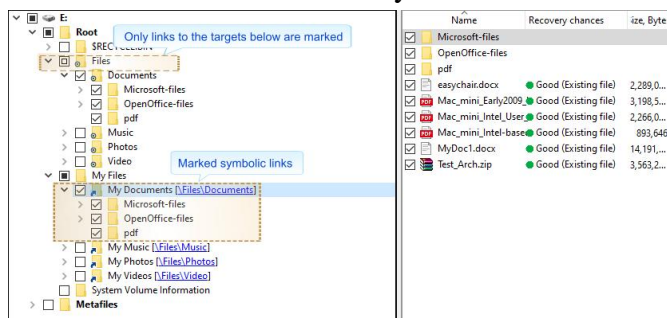 E:
Root
Only links to the targets below are marked
$RECYCLE.BIN
Files
Documents
Microsoft-files
OpenOffice-files
pdf
Music
Photos
Video
Marked symbolic links
My Files
My Documents [\Files\Documents]
Microsoft-files
OpenOffice-files
pdf
My Music [\Files\Music]
My Photos [\Files\Photos]
My Videos [\Files\Video]
System Volume Information
Metafiles
Name Recovery chances ize, Byte
Microsoft-files
OpenOffice-files
pdf
easychair.docx Good (Existing file) 2,289,0...
Mac_mini_Early2009_ Good (Existing file) 3,198,5...
Mac_mini_Intel_User_ Good (Existing file) 2,266,0...
Mac_mini_Intel-base Good (Existing file) 893,646
MyDoc1.docx Good (Existing file) 14,191,...
Test_Arch.zip Good (Existing file) 3,563,2...